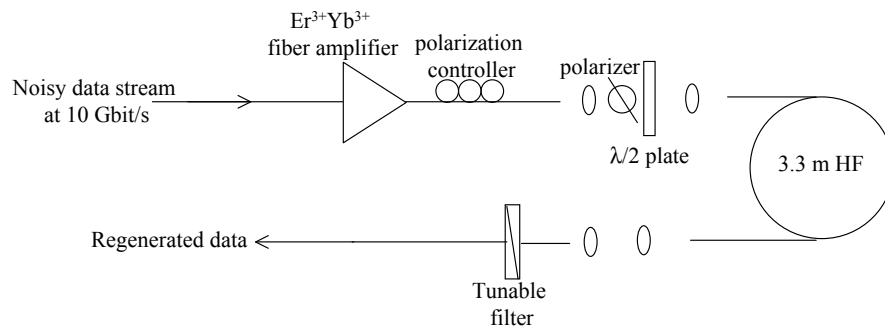 Er³⁺Yb³⁺
fiber amplifier
polarization
controller
polarizer
Noisy data stream
at 10 Gbit/s
λ/2 plate
3.3 m HF
Regenerated data
Tunable
filter